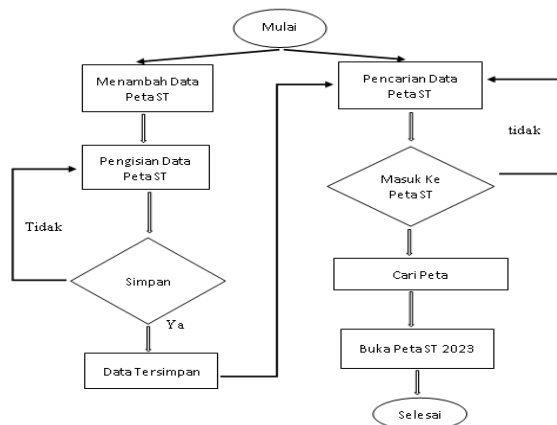 Mulai
Menambah Data
Peta ST
Pengisian Data
Peta ST
Tidak
Simpan
Ya
Data Tersimpan
Pencarian Data
Peta ST
tidak
Masuk Ke
Peta ST
Cari Peta
Buka Peta ST 2023
Selesai